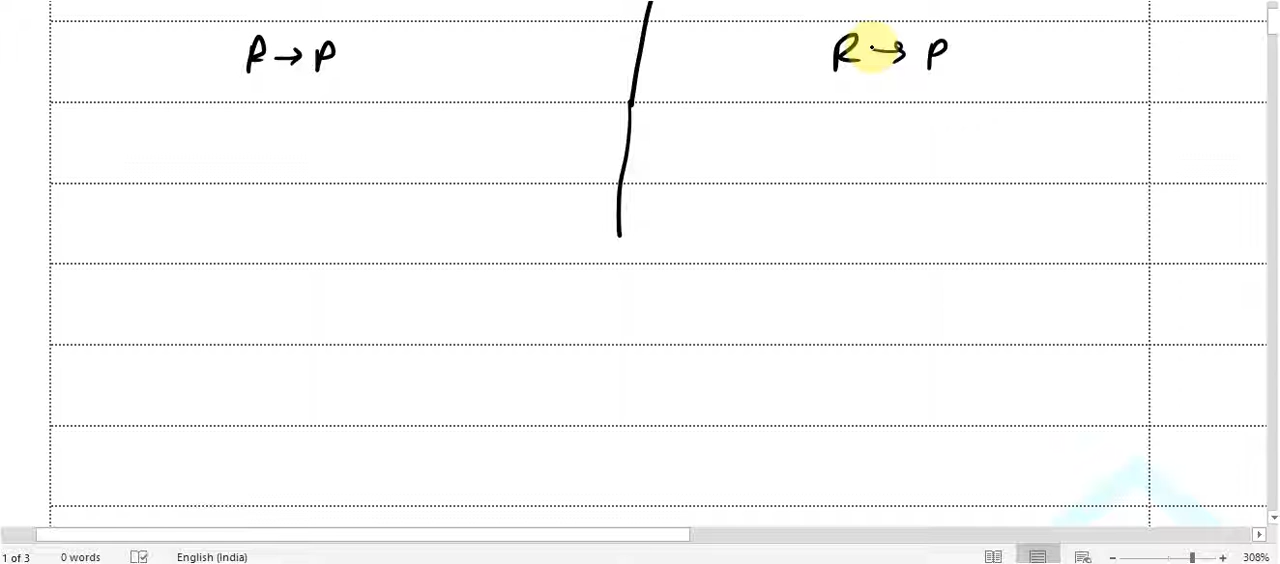 R → P
R → P
1 of 3
0 words
English (India)
308%